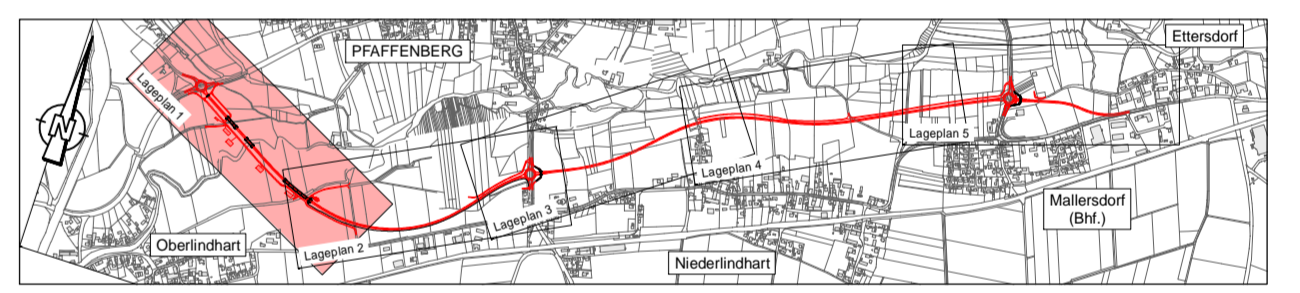 PFAFFENBERG
Ettersdorf
Lageplan 1
N
Lageplan 5
Lageplan 4
Lageplan 3
Lageplan 2
Oberlindhart
Niederlindhart
Mallersdorf
(Bhf.)